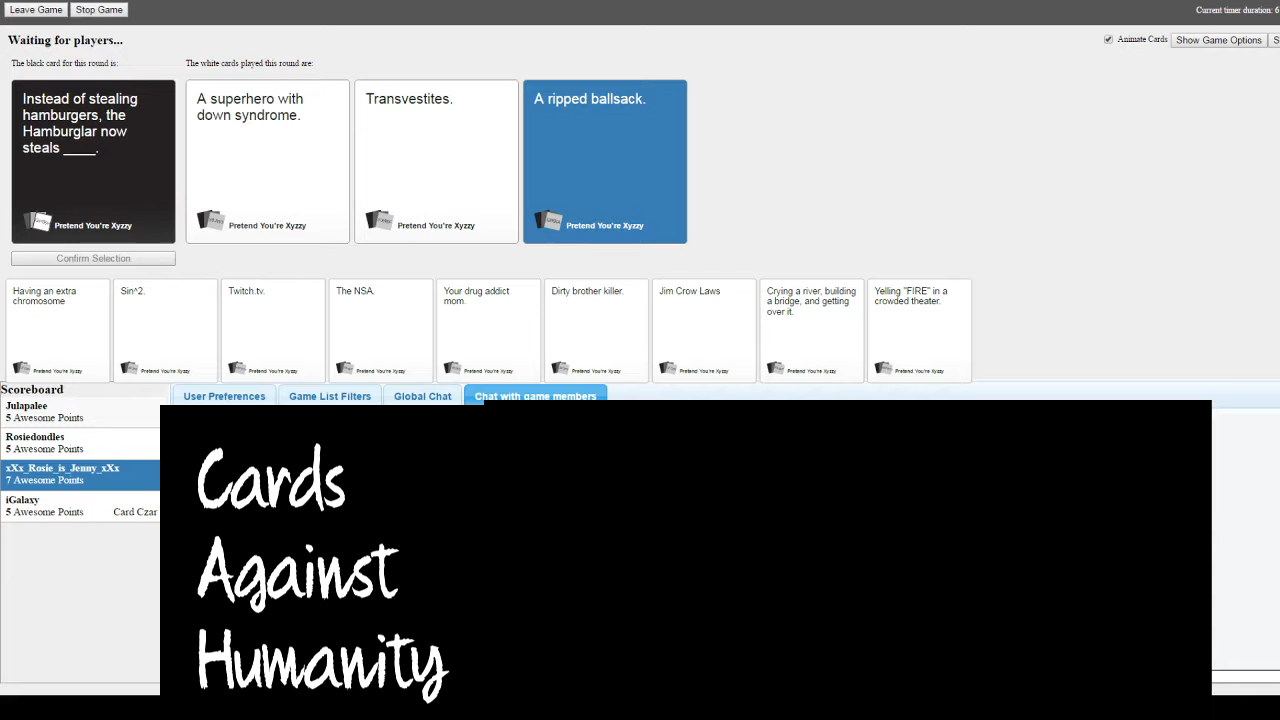 Leave Game Stop Game
Current timer duration: 6
Waiting for players...
Animate Cards Show Game Options S
The black card for this round is:
The white cards played this round are:
Instead of stealing
hamburgers, the
Hamburglar now
steals ____.
Pretend You're Xyzzy
A superhero with
down syndrome.
Pretend You're Xyzzy
Transvestites.
Pretend You're Xyzzy
A ripped ballsack.
Pretend You're Xyzzy
Confirm Selection
Having an extra
chromosome
Pretend You're Xyzzy
Sin^2.
Pretend You're Xyzzy
Twitch.tv.
Pretend You're Xyzzy
The NSA.
Pretend You're Xyzzy
Your drug addict
mom.
Pretend You're Xyzzy
Dirty brother killer.
Pretend You're Xyzzy
Jim Crow Laws
Pretend You're Xyzzy
Crying a river, building
a bridge, and getting
over it.
Pretend You're Xyzzy
Yelling "FIRE" in a
crowded theater.
Pretend You're Xyzzy
Scoreboard
User Preferences Game List Filters Global Chat Chat with game members
Julapalee
5 Awesome Points
Rosiedondles
5 Awesome Points
xXx_Rosie_is_Jenny_xXx
7 Awesome Points
iGalaxy
5 Awesome Points Card Czar
Cards
Against
Humanity